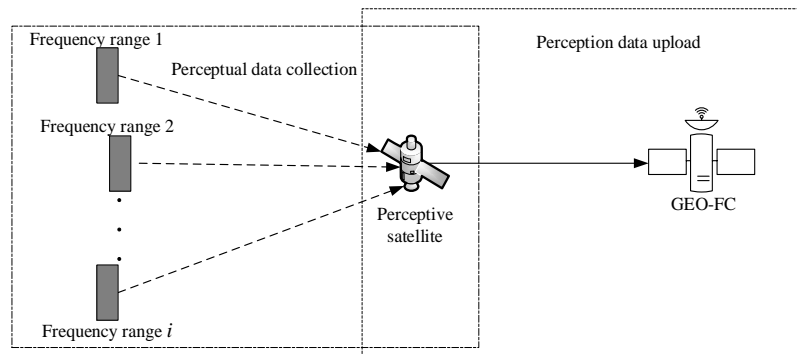 Frequency range 1
Perceptual data collection
Perception data upload
Frequency range 2
Perceptive
satellite
GEO-FC
Frequency range i